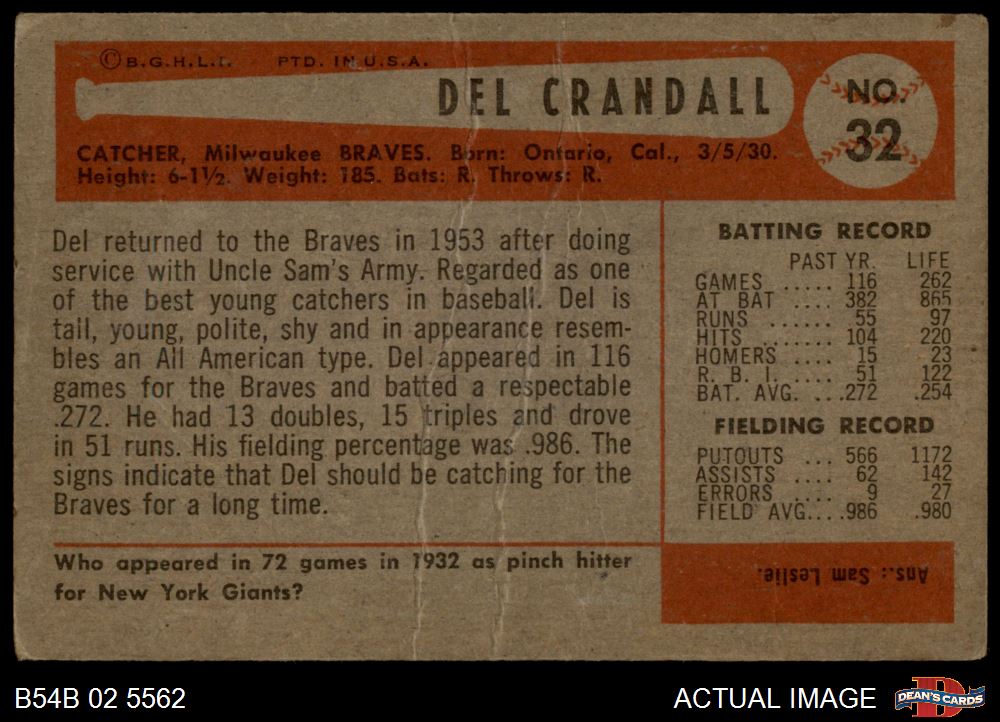 ©B.G.H.L.I. PTD. IN U.S.A.
DEL CRANDALL
NO.
32
CATCHER, Milwaukee BRAVES. Born: Ontario, Cal., 3/5/30.
Height: 6-1½. Weight: 185. Bats: R. Throws: R.
Del returned to the Braves in 1953 after doing
service with Uncle Sam's Army. Regarded as one
of the best young catchers in baseball. Del is
tall, young, polite, shy and in appearance resem-
bles an All American type. Del appeared in 116
games for the Braves and batted a respectable
.272. He had 13 doubles, 15 triples and drove
in 51 runs. His fielding percentage was .986. The
signs indicate that Del should be catching for the
Braves for a long time.
BATTING RECORD
PAST YR. LIFE
GAMES ..... 116 262
AT BAT .... 382 865
RUNS ...... 55 97
HITS ....... 104 220
HOMERS .... 15 23
R. B. I. .... 51 122
BAT. AVG. ...272 .254
FIELDING RECORD
PUTOUTS ... 566 1172
ASSISTS .... 62 142
ERRORS .... 9 27
FIELD AVG....986 .980
Who appeared in 72 games in 1932 as pinch hitter
for New York Giants?
Ans.: Sam Leslie.
B54B 02 5562
ACTUAL IMAGE
DEAN'S CARDS